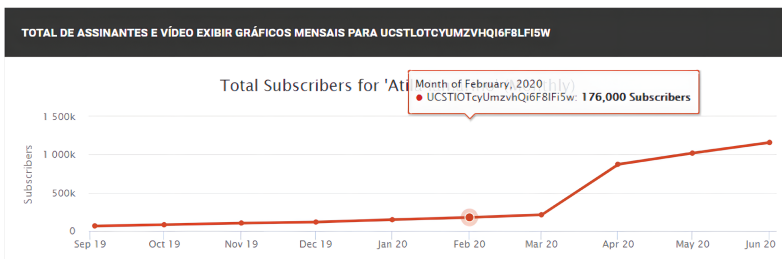 TOTAL DE ASSINANTES E VÍDEO EXIBIR GRÁFICOS MENSAIS PARA UCSTLOTCYUMZVHQI6F8LFI5W
Total Subscribers for 'Ati
Month of February, 2020
UCSTlOTcyUmzvhQi6F8lFi5w: 176,000 Subscribers
Subscribers
1 500k
1 000k
500k
0
Sep 19 Oct 19 Nov 19 Dec 19 Jan 20 Feb 20 Mar 20 Apr 20 May 20 Jun 20